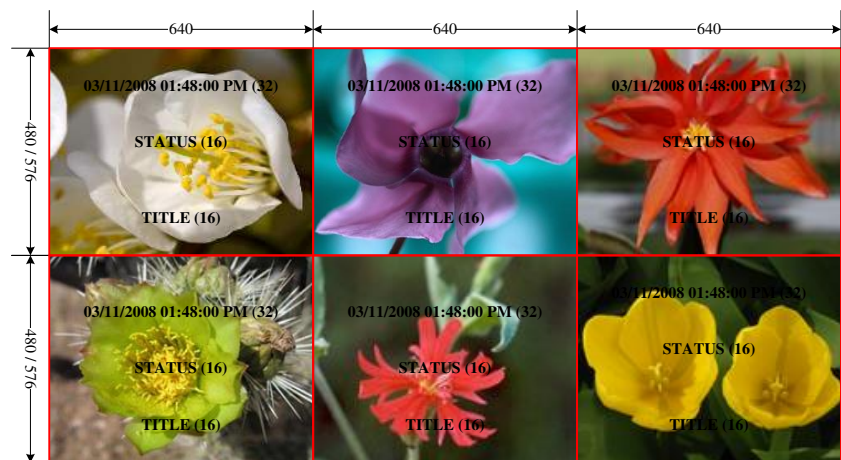 640 640 640
480 / 576
03/11/2008 01:48:00 PM (32) 03/11/2008 01:48:00 PM (32) 03/11/2008 01:48:00 PM (32)
STATUS (16) STATUS (16) STATUS (16)
TITLE (16) TITLE (16) TITLE (16)
480 / 576
03/11/2008 01:48:00 PM (32) 03/11/2008 01:48:00 PM (32) 03/11/2008 01:48:00 PM (32)
STATUS (16) STATUS (16) STATUS (16)
TITLE (16) TITLE (16) TITLE (16)